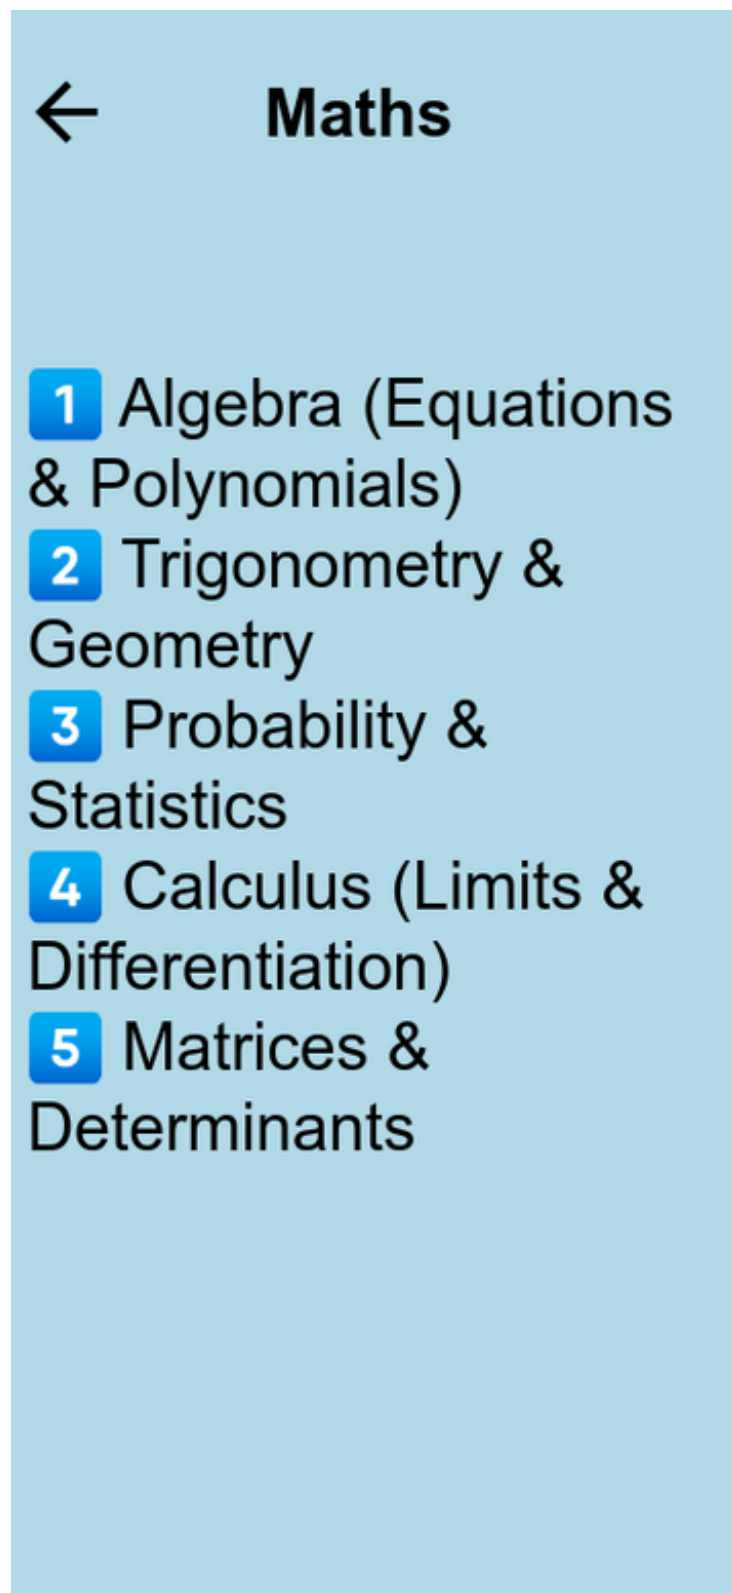 Maths
1️⃣ Algebra (Equations
& Polynomials)
2️⃣ Trigonometry &
Geometry
3️⃣ Probability &
Statistics
4️⃣ Calculus (Limits &
Differentiation)
5️⃣ Matrices &
Determinants